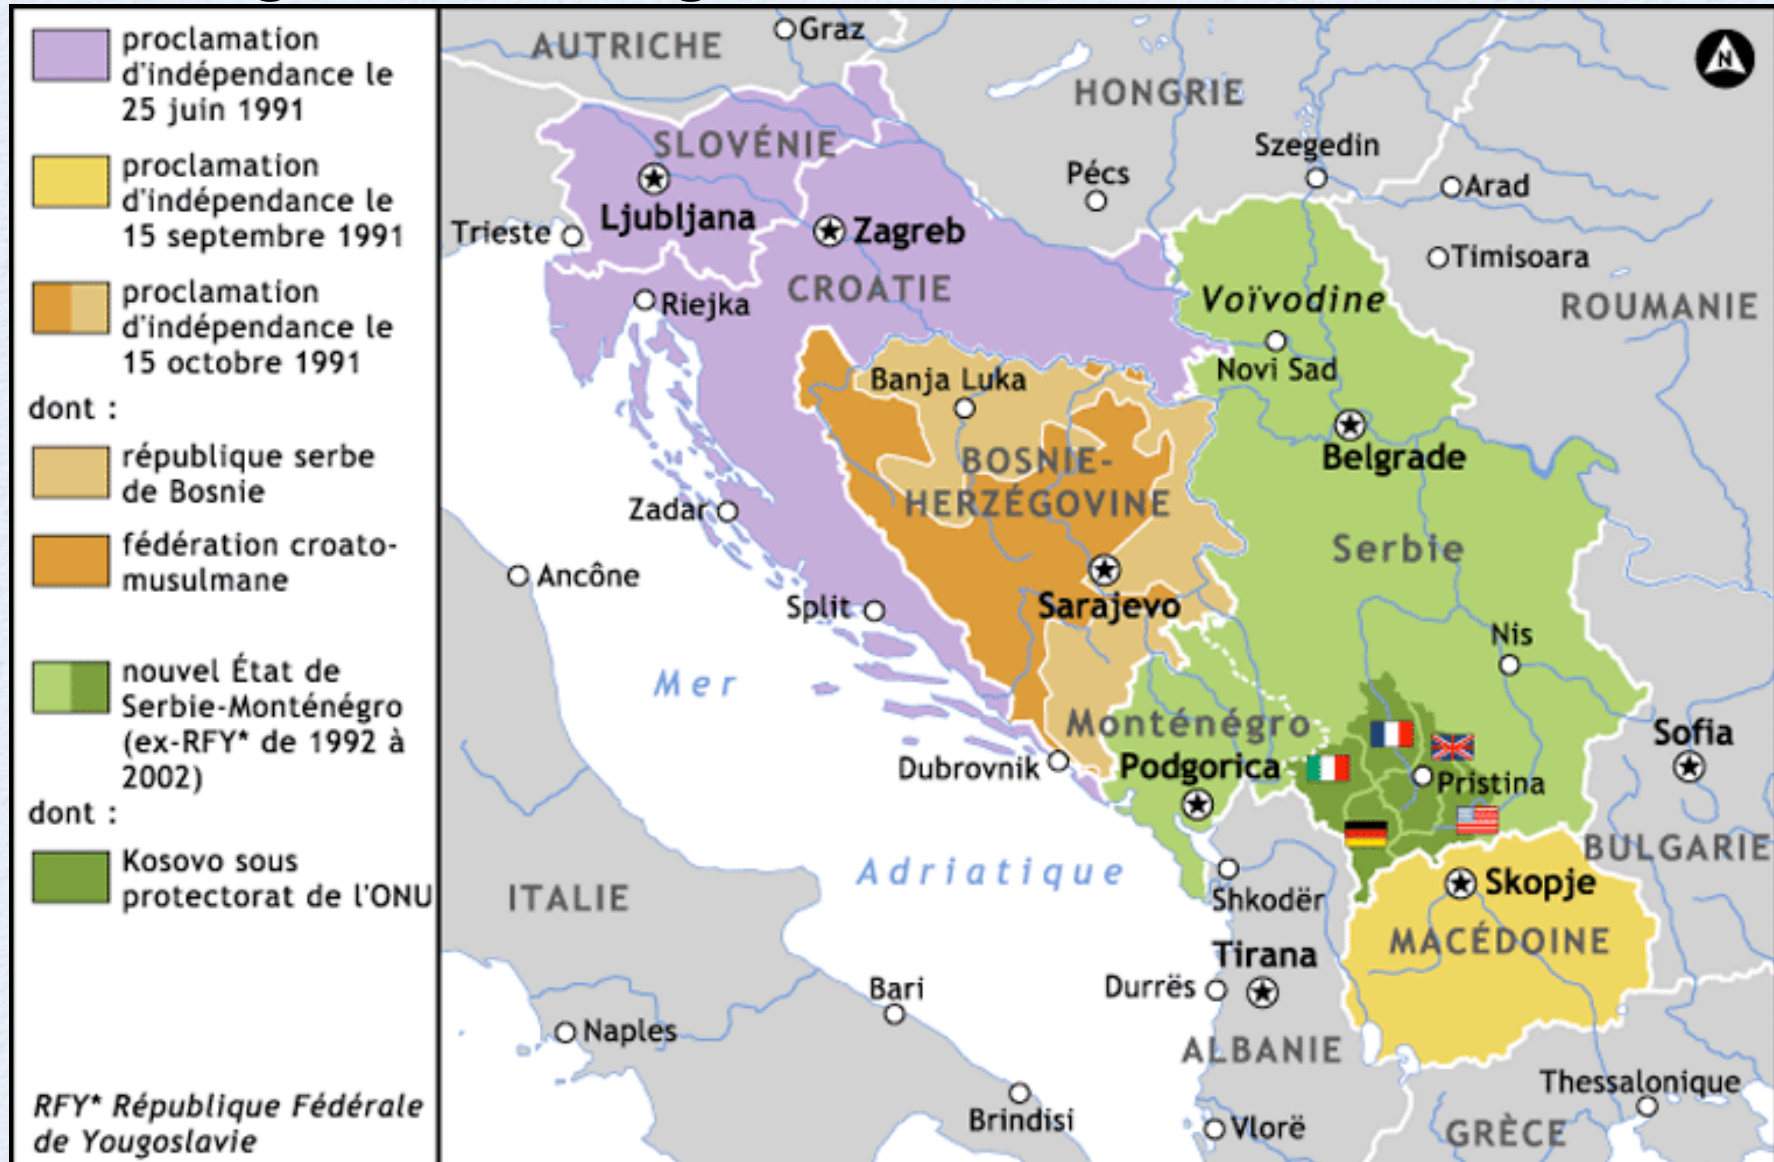 proclamation
d'indépendance le
25 juin 1991
proclamation
d'indépendance le
15 septembre 1991
proclamation
d'indépendance le
15 octobre 1991
dont :
république serbe
de Bosnie
fédération croato-
musulmane
nouvel État de
Serbie-Monténégro
(ex-RFY* de 1992 à
2002)
dont :
Kosovo sous
protectorat de l'ONU
RFY* République Fédérale
de Yougoslavie
Graz
AUTRICHE
N
HONGRIE
SLOVÉNIE
Szegedin
Pécs
Arad
Ljubljana
Trieste
Zagreb
Timisoara
CROATIE
Voïvodine
Riejka
ROUMANIE
Novi Sad
Banja Luka
Belgrade
BOSNIE-
HERZÉGOVINE
Zadar
Serbie
Ancône
Split
Sarajevo
Nis
Mer
Monténégro
Sofia
Dubrovnik
Podgorica
Pristina
BULGARIE
Adriatique
Shkodër
Skopje
ITALIE
MACÉDOINE
Tirana
Durrës
Bari
Naples
ALBANIE
Thessalonique
Brindisi
Vlorë
GRÈCE